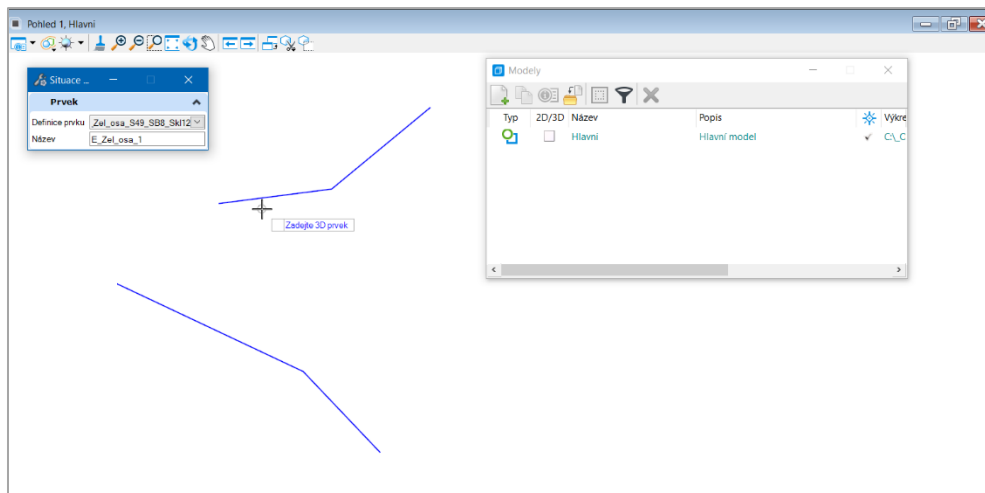 Pohled 1, Hlavni
Situace ...
Prvek
Definice prvku Zel_osa_S49_SB8_Skl12
Název E_Zel_osa_1
Zadejte 3D prvek
Modely
Typ 2D/3D Název Popis Výkre
Hlavni Hlavní model C:\_C